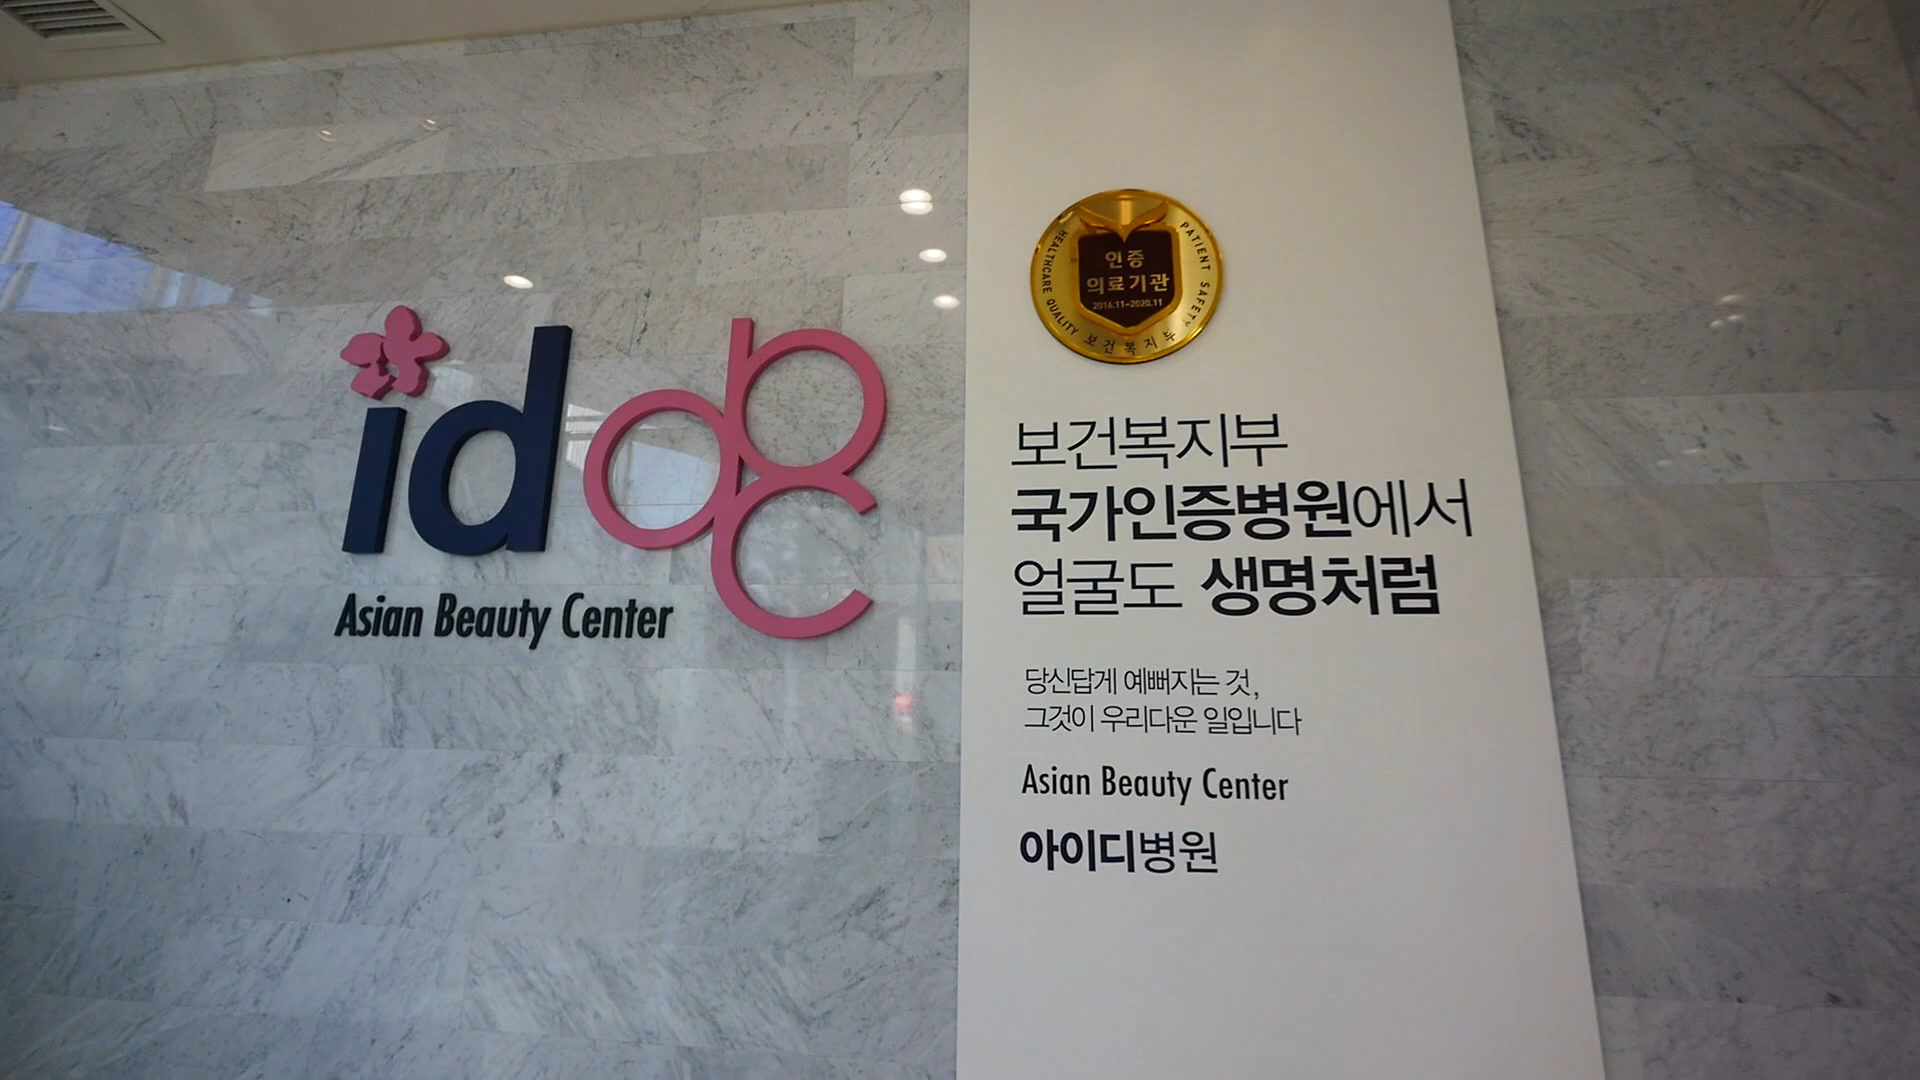 id abc
Asian Beauty Center
HEALTHCARE QUALITY
PATIENT SAFETY
인증
의료기관
2016.11~2020.11
보건복지부
보건복지부
국가인증병원에서
얼굴도 생명처럼
당신답게 예뻐지는 것,
그것이 우리다운 일입니다
Asian Beauty Center
아이디병원